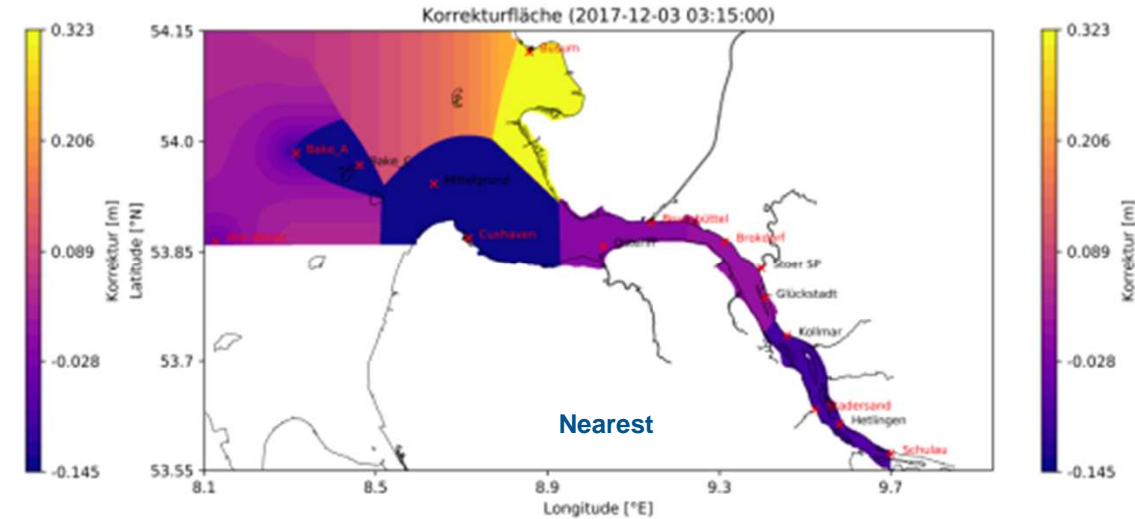 Korrekturfläche (2017-12-03 03:15:00)
0.323
0.206
0.089
-0.028
-0.145
Korrektur [m]
54.15
54.0
53.85
53.7
53.55
Latitude [°N]
Büsum
Bake_A
Mittelgrund
Cuxhaven
Brunsbüttel
Brokdorf
Stoer SP
Glückstadt
Kollmar
Stadersand
Hetlingen
Schulau
Nearest
8.1
8.5
8.9
9.3
9.7
Longitude [°E]
0.323
0.206
0.089
-0.028
-0.145
Korrektur [m]